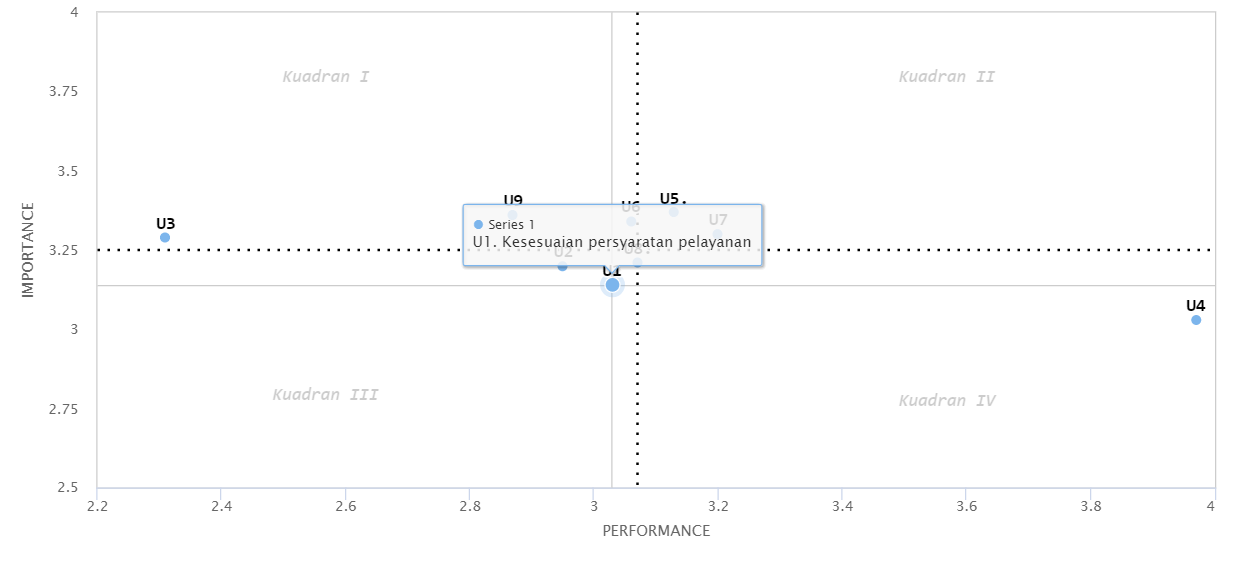 4
Kuadran I
Kuadran II
3.75
3.5
U9
U5.
U6
U7
U3
Series 1
U1. Kesesuaian persyaratan pelayanan
3.25
U2
U8.
U1
IMPORTANCE
U4
3
Kuadran III
Kuadran IV
2.75
2.5
2.2 2.4 2.6 2.8 3 3.2 3.4 3.6 3.8 4
PERFORMANCE